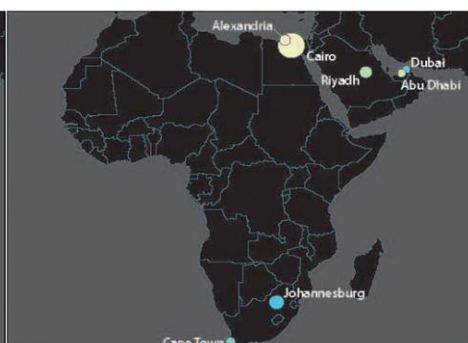 Alexandria
Cairo
Dubai
Riyadh
Abu Dhabi
Johannesburg
Cape Town